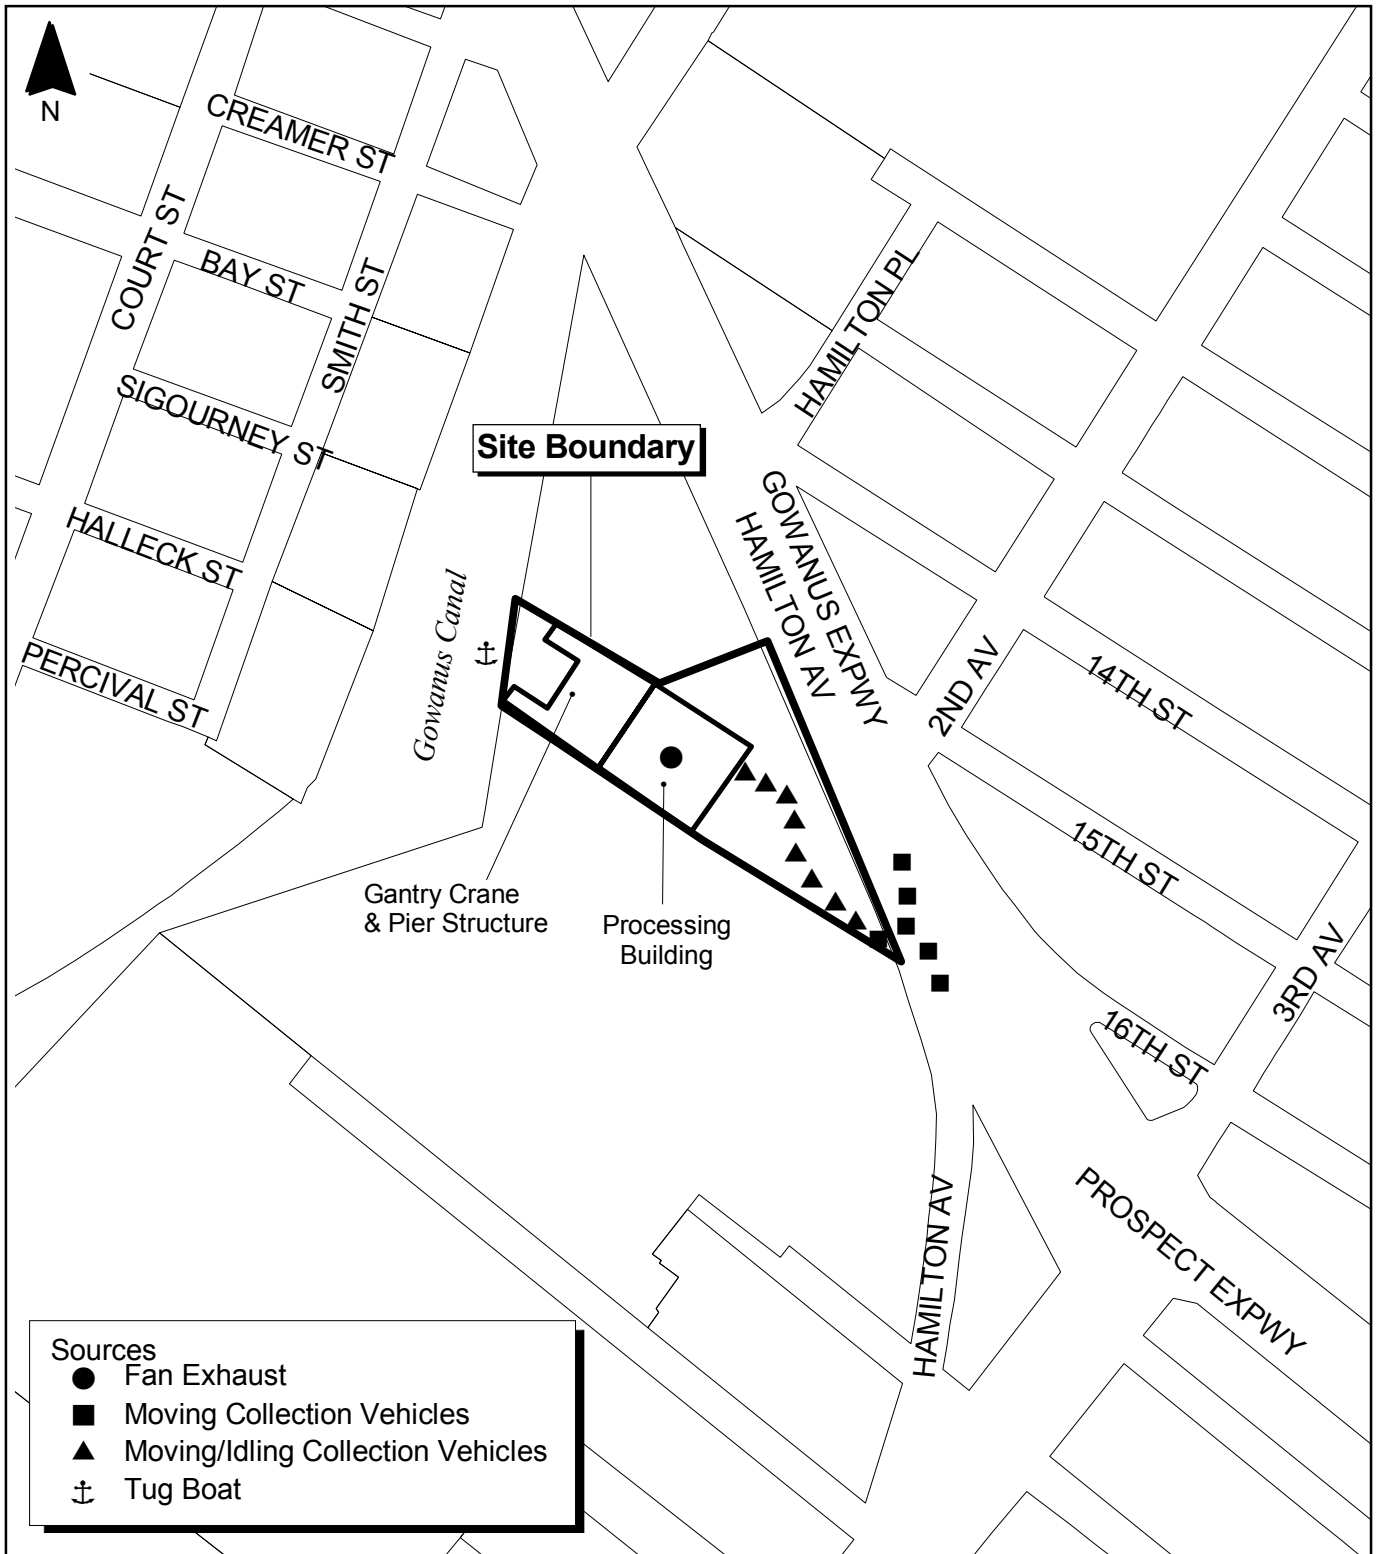 N
CREAMER ST
COURT ST
BAY ST
SMITH ST
SIGOURNEY ST
HALLECK ST
PERCIVAL ST
HAMILTON PL
Site Boundary
GOWANUS EXPWY
HAMILTON AV
Gowanus Canal
2ND AV
14TH ST
15TH ST
3RD AV
16TH ST
Gantry Crane
& Pier Structure
Processing
Building
HAMILTON AV
PROSPECT EXPWY
Sources
Fan Exhaust
Moving Collection Vehicles
Moving/Idling Collection Vehicles
Tug Boat